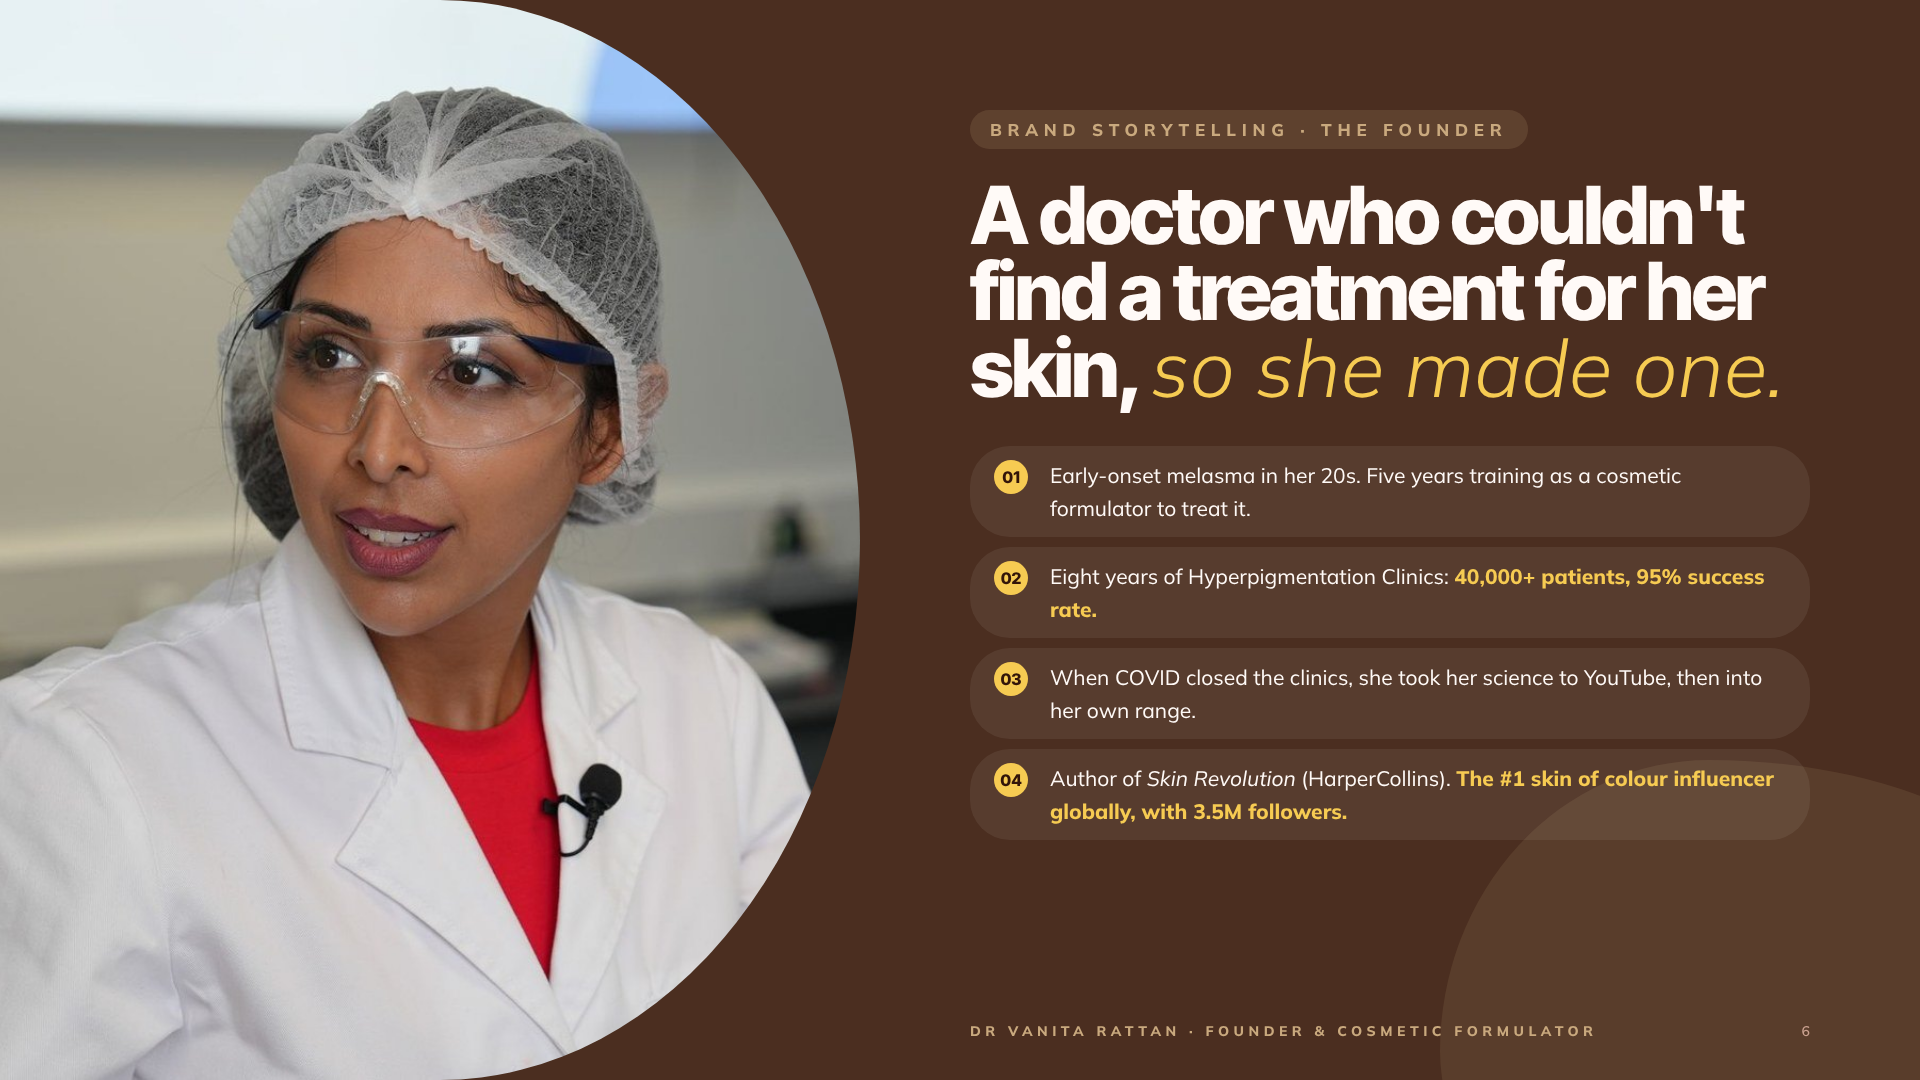 BRAND STORYTELLING · THE FOUNDER
A doctor who couldn't
find a treatment for her
skin, so she made one.
01 Early-onset melasma in her 20s. Five years training as a cosmetic
formulator to treat it.
02 Eight years of Hyperpigmentation Clinics: 40,000+ patients, 95% success
rate.
03 When COVID closed the clinics, she took her science to YouTube, then into
her own range.
04 Author of Skin Revolution (HarperCollins). The #1 skin of colour influencer
globally, with 3.5M followers.
DR VANITA RATTAN · FOUNDER & COSMETIC FORMULATOR 6